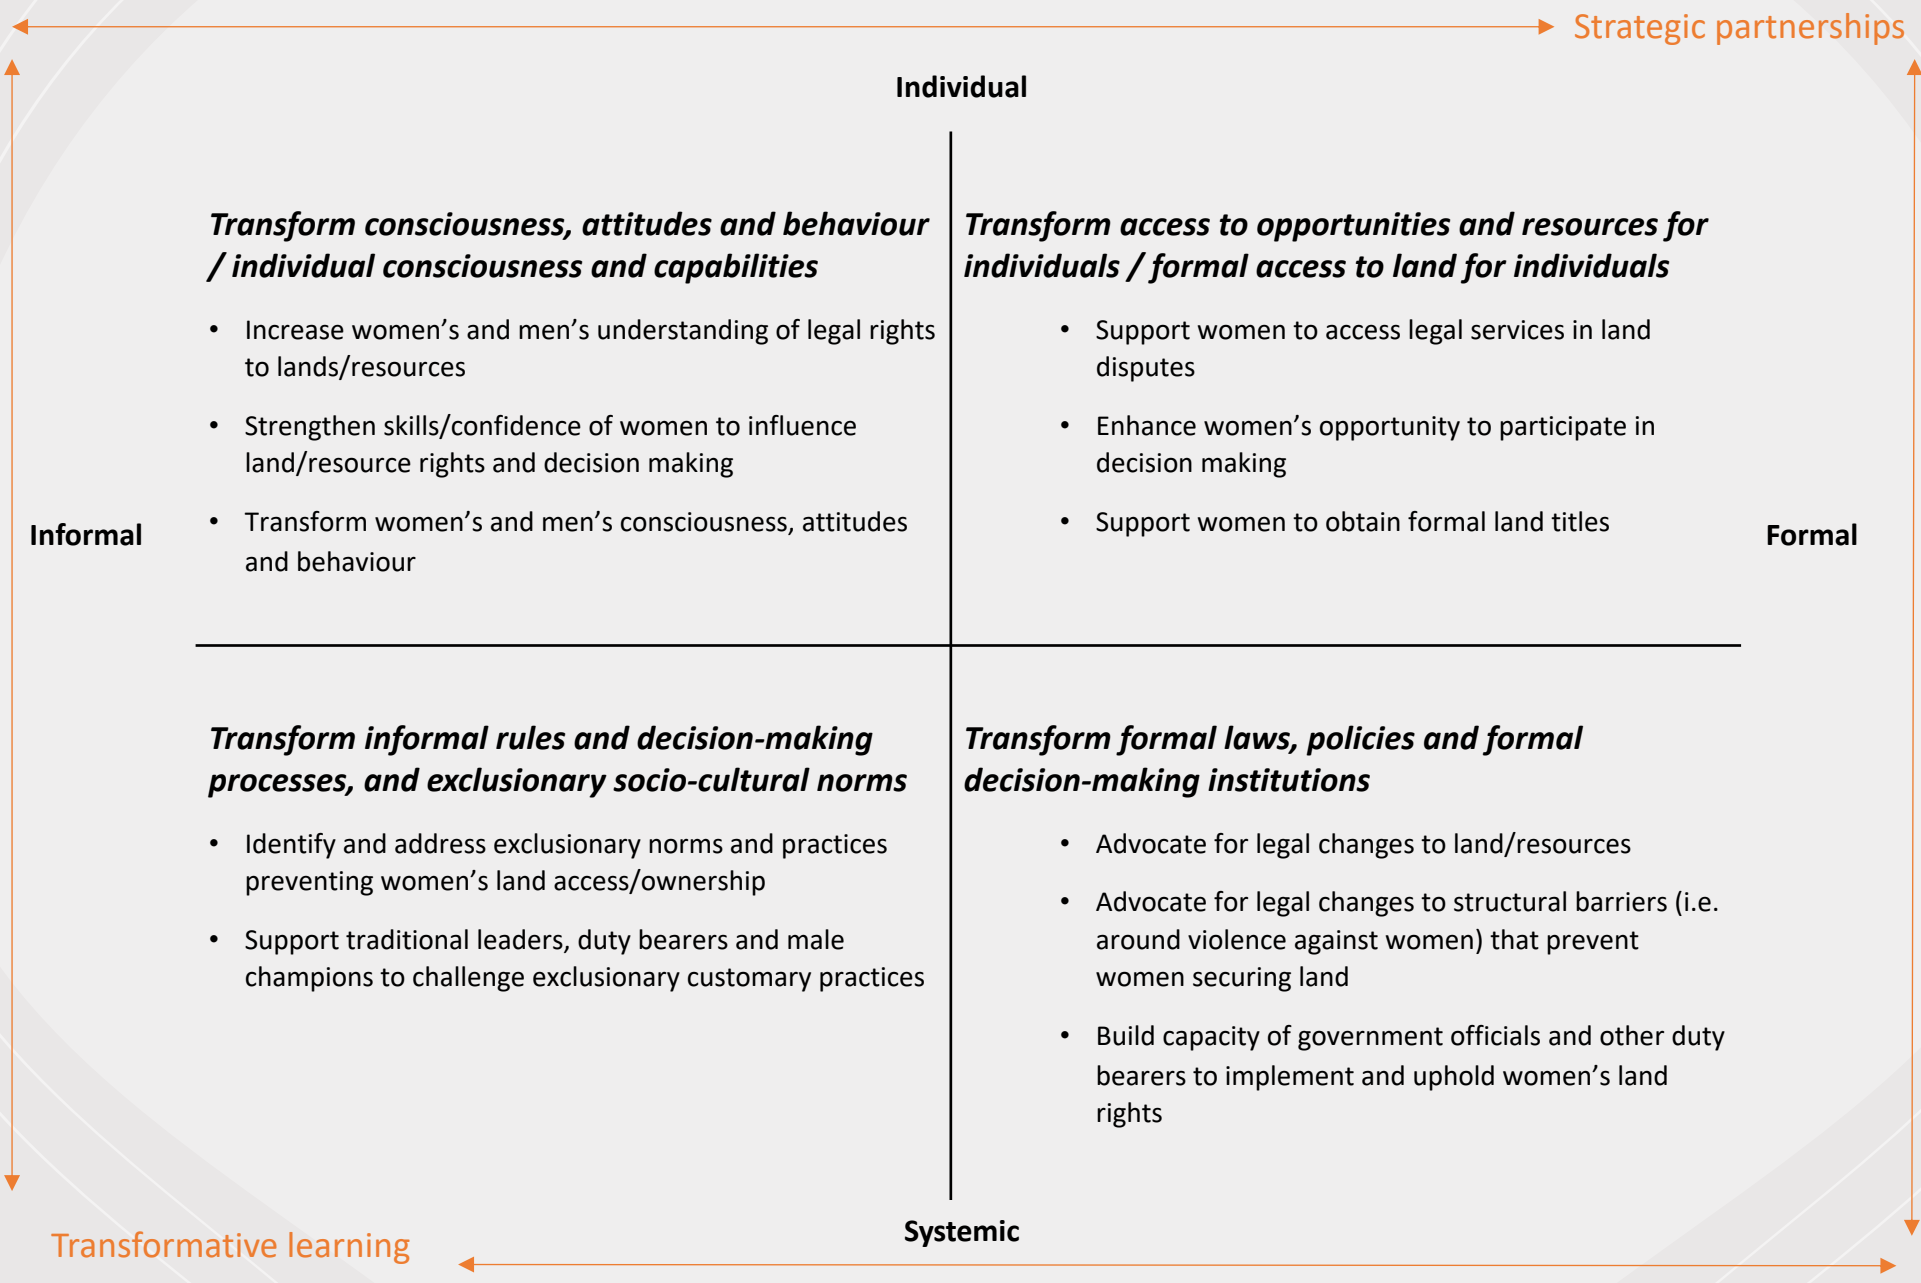 Strategic partnerships
Individual
Transform consciousness, attitudes and behaviour
/ individual consciousness and capabilities
• Increase women’s and men’s understanding of legal rights
to lands/resources
• Strengthen skills/confidence of women to influence
land/resource rights and decision making
• Transform women’s and men’s consciousness, attitudes
and behaviour
Transform access to opportunities and resources for
individuals / formal access to land for individuals
• Support women to access legal services in land
disputes
• Enhance women’s opportunity to participate in
decision making
• Support women to obtain formal land titles
Informal
Formal
Transform informal rules and decision-making
processes, and exclusionary socio-cultural norms
• Identify and address exclusionary norms and practices
preventing women’s land access/ownership
• Support traditional leaders, duty bearers and male
champions to challenge exclusionary customary practices
Transform formal laws, policies and formal
decision-making institutions
• Advocate for legal changes to land/resources
• Advocate for legal changes to structural barriers (i.e.
around violence against women) that prevent
women securing land
• Build capacity of government officials and other duty
bearers to implement and uphold women’s land
rights
Systemic
Transformative learning